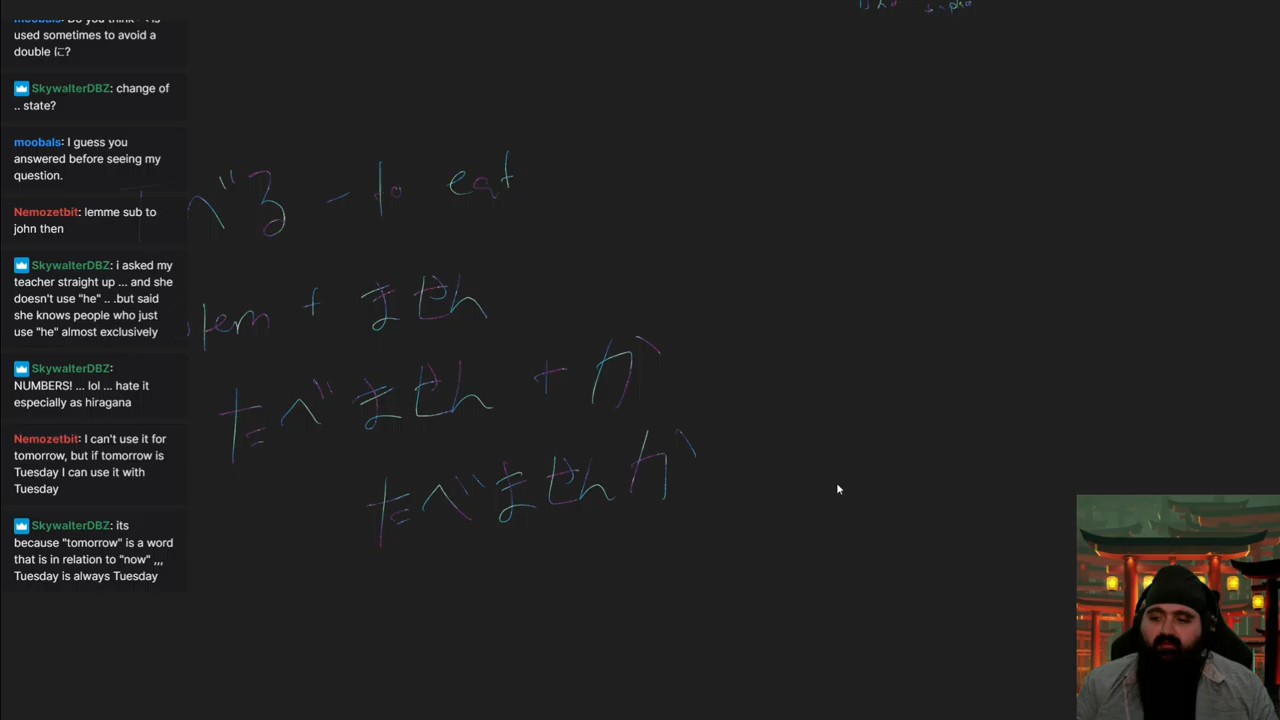 used sometimes to avoid a
double に?
SkywalterDBZ: change of
.. state?
moobals: I guess you
answered before seeing my
question.
Nemozetbit: lemme sub to
john then
SkywalterDBZ: i asked my
teacher straight up ... and she
doesn't use "he" .. .but said
she knows people who just
use "he" almost exclusively
SkywalterDBZ:
NUMBERS! ... lol ... hate it
especially as hiragana
Nemozetbit: I can't use it for
tomorrow, but if tomorrow is
Tuesday I can use it with
Tuesday
SkywalterDBZ: its
because "tomorrow" is a word
that is in relation to "now" ,,,
Tuesday is always Tuesday
べる - to eat
tem + ません
たべません + か
たべませんか